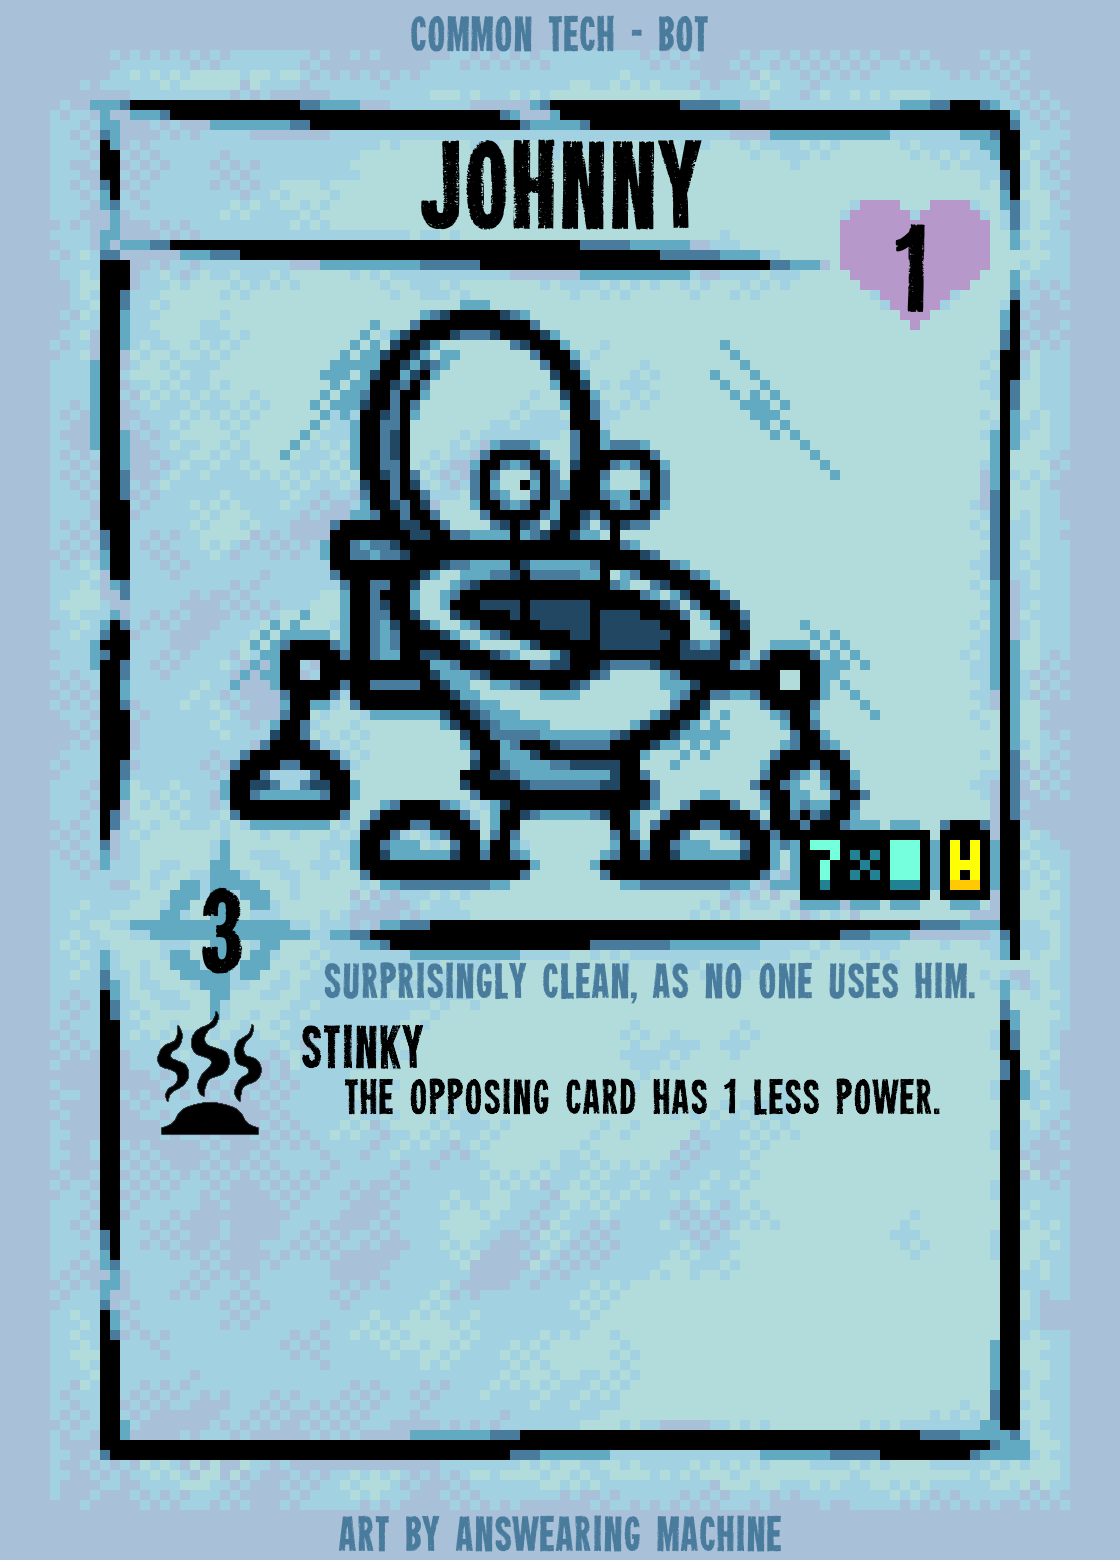 COMMON TECH - BOT
JOHNNY
1
7
3
SURPRISINGLY CLEAN, AS NO ONE USES HIM.
STINKY
THE OPPOSING CARD HAS 1 LESS POWER.
ART BY ANSWEARING MACHINE